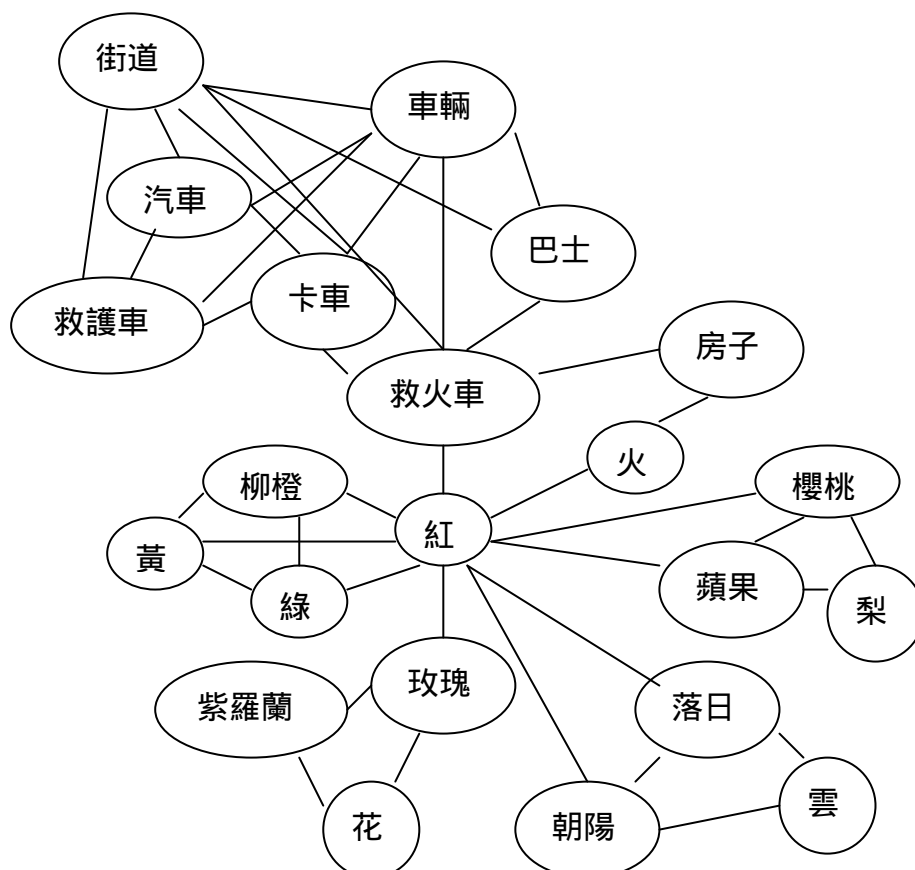 街道
車輛
汽車
巴士
救護車
卡車
房子
救火車
火
柳橙
櫻桃
紅
黃
蘋果
綠
梨
玫瑰
紫羅蘭
落日
雲
花
朝陽